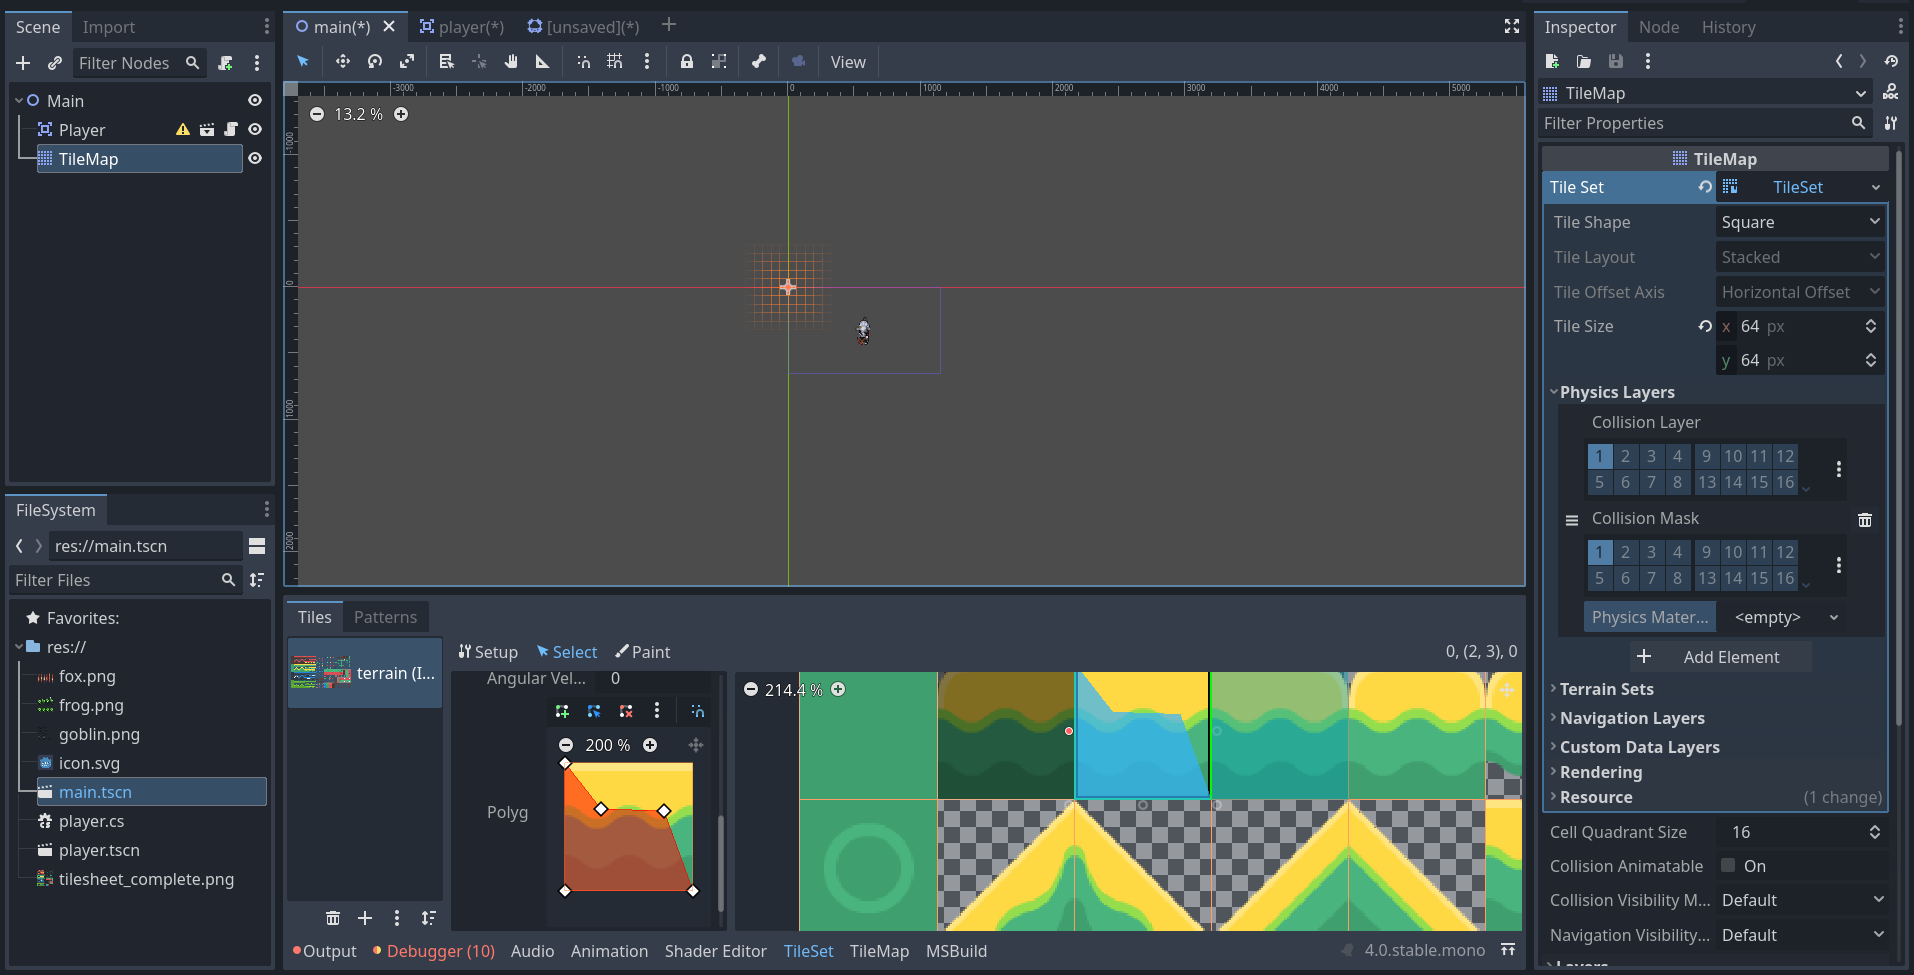 Scene Import
Filter Nodes
Main
Player
TileMap
FileSystem
res://main.tscn
Filter Files
Favorites:
res://
fox.png
frog.png
goblin.png
icon.svg
main.tscn
player.cs
player.tscn
tilesheet_complete.png
main(*) player(*) [unsaved](*)
View
-3000 -2000 -1000 0 1000 2000 3000 4000 5000
-1000
0
1000
2000
13.2 %
Tiles Patterns
terrain (I...
Setup Select Paint
0, (2, 3), 0
Angular Vel... 0
200 %
Polyg
214.4 %
Output Debugger (10) Audio Animation Shader Editor TileSet TileMap MSBuild
4.0.stable.mono
Inspector Node History
TileMap
DOC
Filter Properties
TileMap
Tile Set TileSet
Tile Shape Square
Tile Layout Stacked
Tile Offset Axis Horizontal Offset
Tile Size x 64 px
y 64 px
Physics Layers
Collision Layer
1 2 3 4 9 10 11 12
5 6 7 8 13 14 15 16
Collision Mask
1 2 3 4 9 10 11 12
5 6 7 8 13 14 15 16
Physics Mater... <empty>
Add Element
Terrain Sets
Navigation Layers
Custom Data Layers
Rendering
Resource (1 change)
Cell Quadrant Size 16
Collision Animatable On
Collision Visibility M... Default
Navigation Visibility... Default
Layers